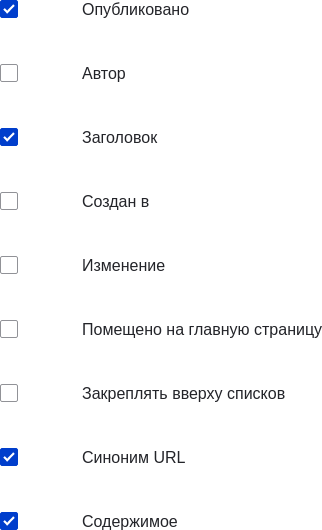 Опубликовано
Автор
Заголовок
Создан в
Изменение
Помещено на главную страницу
Закреплять вверху списков
Синоним URL
Содержимое